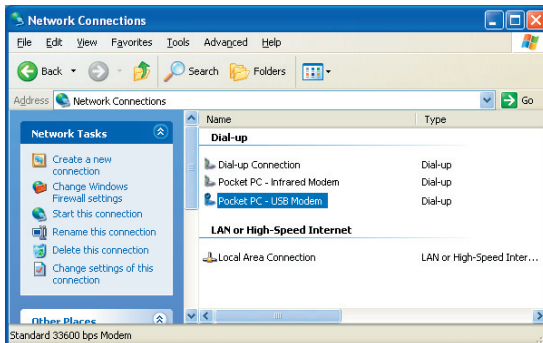 Network Connections
File Edit View Favorites Tools Advanced Help
Back Search Folders
Address Network Connections Go
Network Tasks
Create a new
connection
Change Windows
Firewall settings
Start this connection
Rename this connection
Delete this connection
Change settings of this
connection
Other Places
Name Type
Dial-up
Dial-up Connection Dial-up
Pocket PC - Infrared Modem Dial-up
Pocket PC - USB Modem Dial-up
LAN or High-Speed Internet
Local Area Connection LAN or High-Speed Inter...
Standard 33600 bps Modem